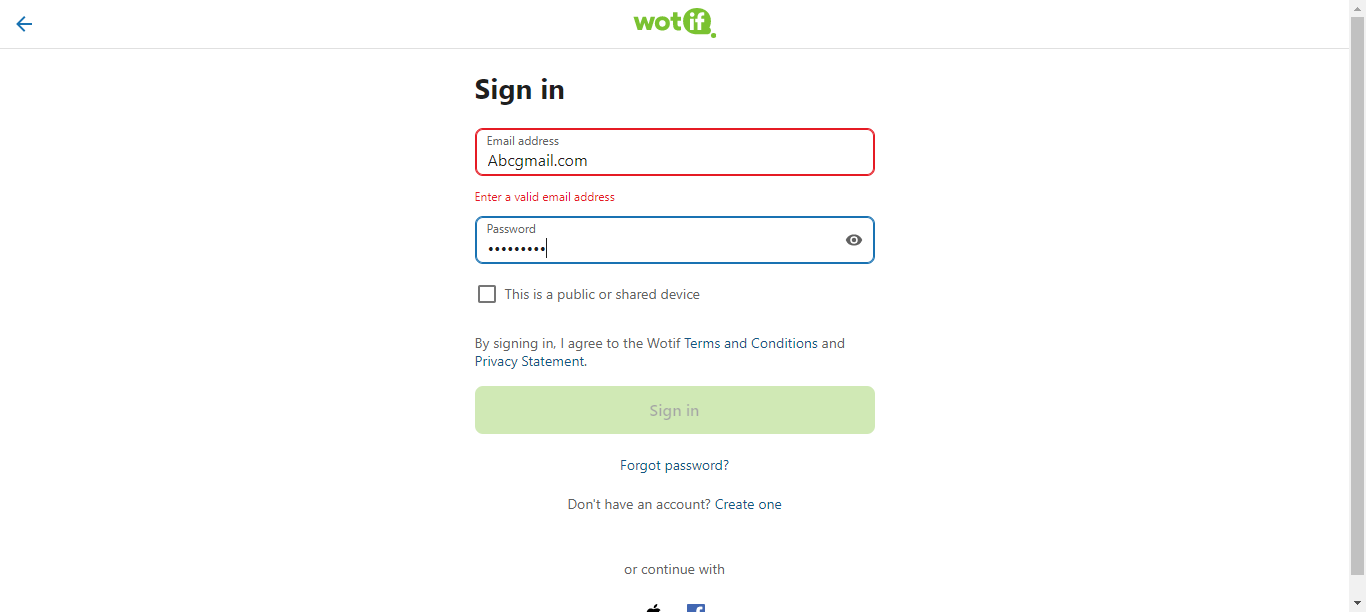 wotif.
Sign in
Email address
Abcgmail.com
Enter a valid email address
Password
•••••••••
This is a public or shared device
By signing in, I agree to the Wotif Terms and Conditions and
Privacy Statement.
Sign in
Forgot password?
Don't have an account? Create one
or continue with